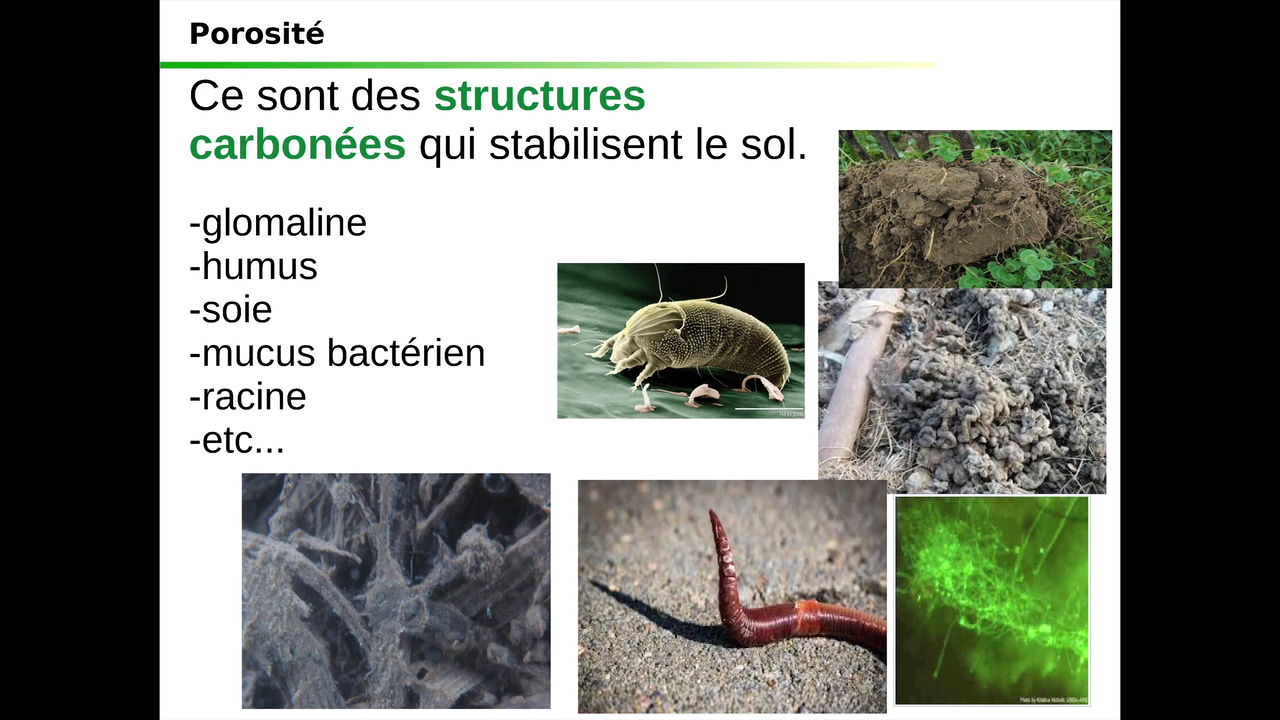 Porosité
Ce sont des structures
carbonées qui stabilisent le sol.
-glomaline
-humus
-soie
-mucus bactérien
-racine
-etc...